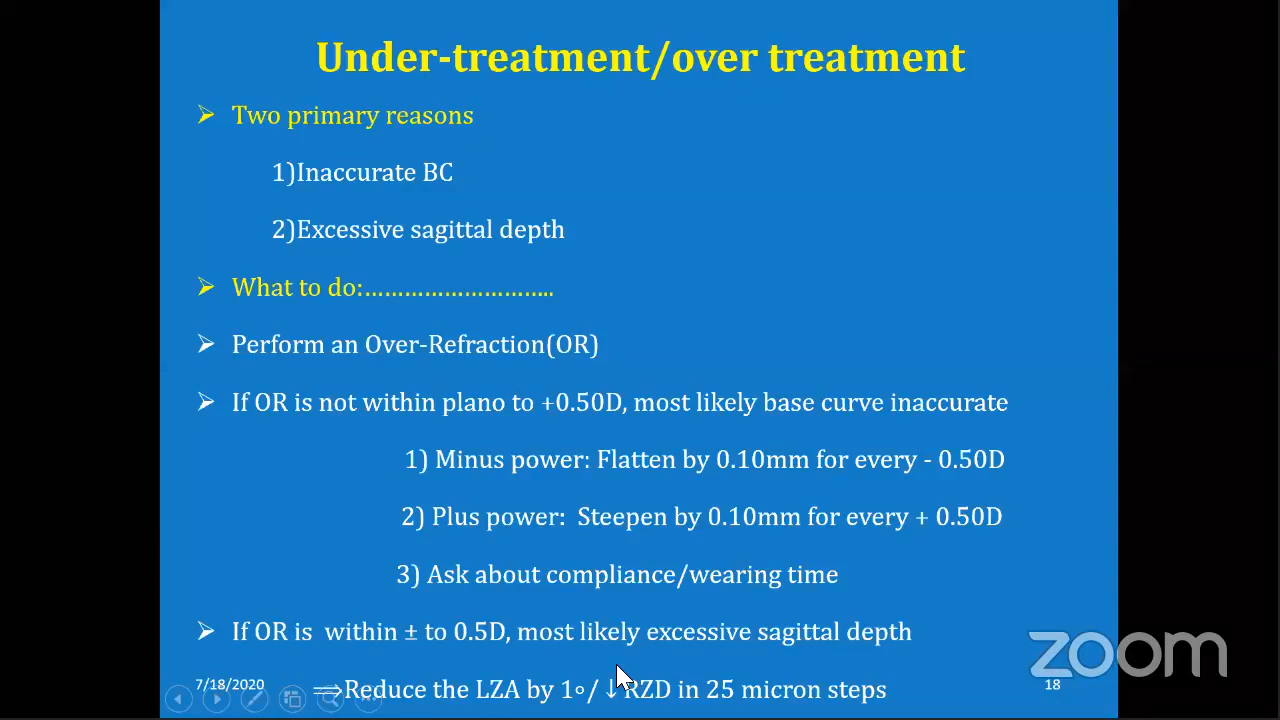 Under-treatment/over treatment
Two primary reasons
1)Inaccurate BC
2)Excessive sagittal depth
What to do:………………………..
Perform an Over-Refraction(OR)
If OR is not within plano to +0.50D, most likely base curve inaccurate
1) Minus power: Flatten by 0.10mm for every - 0.50D
2) Plus power:  Steepen by 0.10mm for every + 0.50D
3) Ask about compliance/wearing time
If OR is  within ± to 0.5D, most likely excessive sagittal depth
⟹Reduce the LZA by 1∘/↓RZD in 25 micron steps
7/18/2020
18
zoom